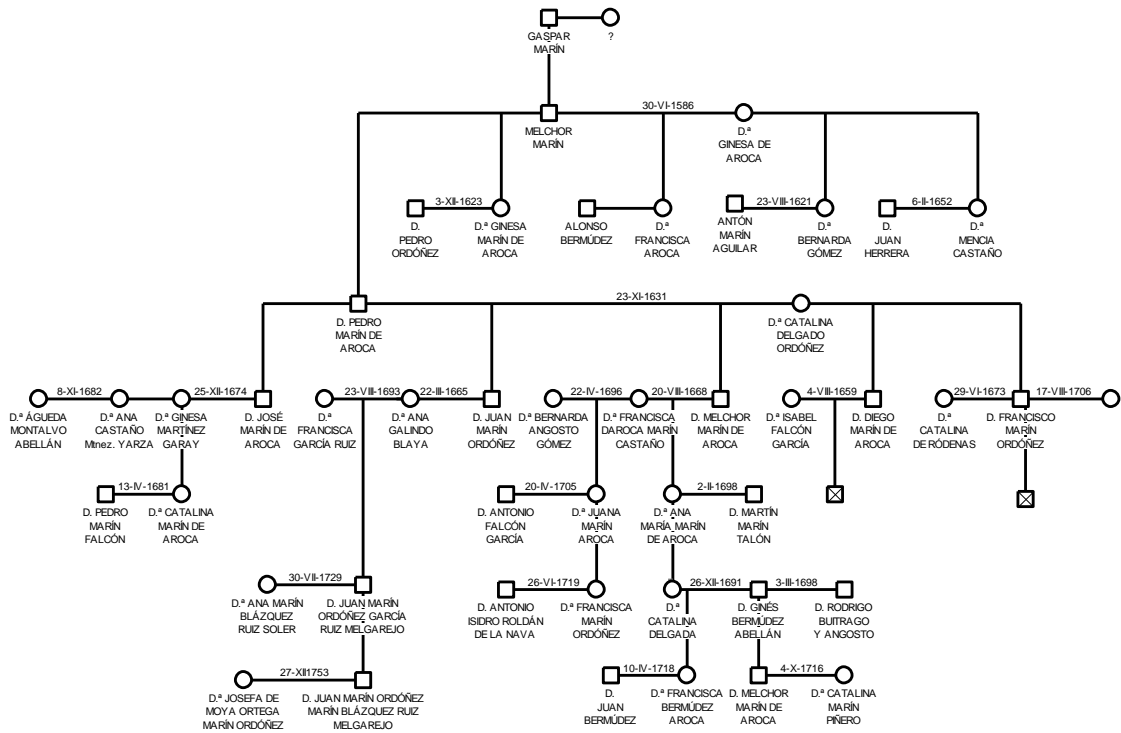 GASPAR
MARÍN
?
30-VI-1586
MELCHOR
MARÍN
D.ª
GINESA DE
AROCA
3-XII-1623
D.
PEDRO
ORDÓÑEZ
D.ª GINESA
MARÍN DE
AROCA
ALONSO
BERMÚDEZ
D.ª
FRANCISCA
AROCA
23-VIII-1621
ANTÓN
MARÍN
AGUILAR
D.ª
BERNARDA
GÓMEZ
6-II-1652
D.
JUAN
HERRERA
D.ª
MENCIA
CASTAÑO
23-XI-1631
D. PEDRO
MARÍN DE
AROCA
D.ª CATALINA
DELGADO
ORDÓÑEZ
8-XI-1682
25-XII-1674
D.ª ÁGUEDA
MONTALVO
ABELLÁN
D.ª ANA
CASTAÑO
Mtnez. YARZA
D.ª GINESA
MARTÍNEZ
GARAY
D. JOSÉ
MARÍN DE
AROCA
23-VIII-1693
22-III-1665
D.ª
FRANCISCA
GARCÍA RUIZ
D.ª ANA
GALINDO
BLAYA
D. JUAN
MARÍN
ORDÓÑEZ
22-IV-1696
20-VIII-1668
D.ª BERNARDA
ANGOSTO
GÓMEZ
D.ª FRANCISCA
DAROCA MARÍN
CASTAÑO
D. MELCHOR
MARÍN DE
AROCA
4-VIII-1659
D.ª ISABEL
FALCÓN
GARCÍA
D. DIEGO
MARÍN DE
AROCA
29-VI-1673
17-VIII-1706
D.ª
CATALINA
DE RÓDENAS
D. FRANCISCO
MARÍN
ORDÓÑEZ
13-IV-1681
D. PEDRO
MARÍN
FALCÓN
D.ª CATALINA
MARÍN DE
AROCA
20-IV-1705
D. ANTONIO
FALCÓN
GARCÍA
D.ª JUANA
MARÍN
AROCA
2-II-1698
D.ª ANA
MARÍA MARÍN
DE AROCA
D. MARTÍN
MARÍN
TALÓN
30-VII-1729
D.ª ANA MARÍN
BLÁZQUEZ
RUIZ SOLER
D. JUAN MARÍN
ORDÓÑEZ GARCÍA
RUIZ MELGAREJO
26-VI-1719
D. ANTONIO
ISIDRO ROLDÁN
DE LA NAVA
D.ª FRANCISCA
MARÍN
ORDÓÑEZ
26-XII-1691
3-III-1698
D.ª
CATALINA
DELGADA
D. GINÉS
BERMÚDEZ
ABELLÁN
D. RODRIGO
BUITRAGO
Y ANGOSTO
27-XII1753
D.ª JOSEFA DE
MOYA ORTEGA
MARÍN ORDÓÑEZ
D. JUAN MARÍN ORDÓÑEZ
MARÍN BLÁZQUEZ RUIZ
MELGAREJO
10-IV-1718
D.
JUAN
BERMÚDEZ
D.ª FRANCISCA
BERMÚDEZ
AROCA
4-X-1716
D. MELCHOR
MARÍN DE
AROCA
D.ª CATALINA
MARÍN
PIÑERO